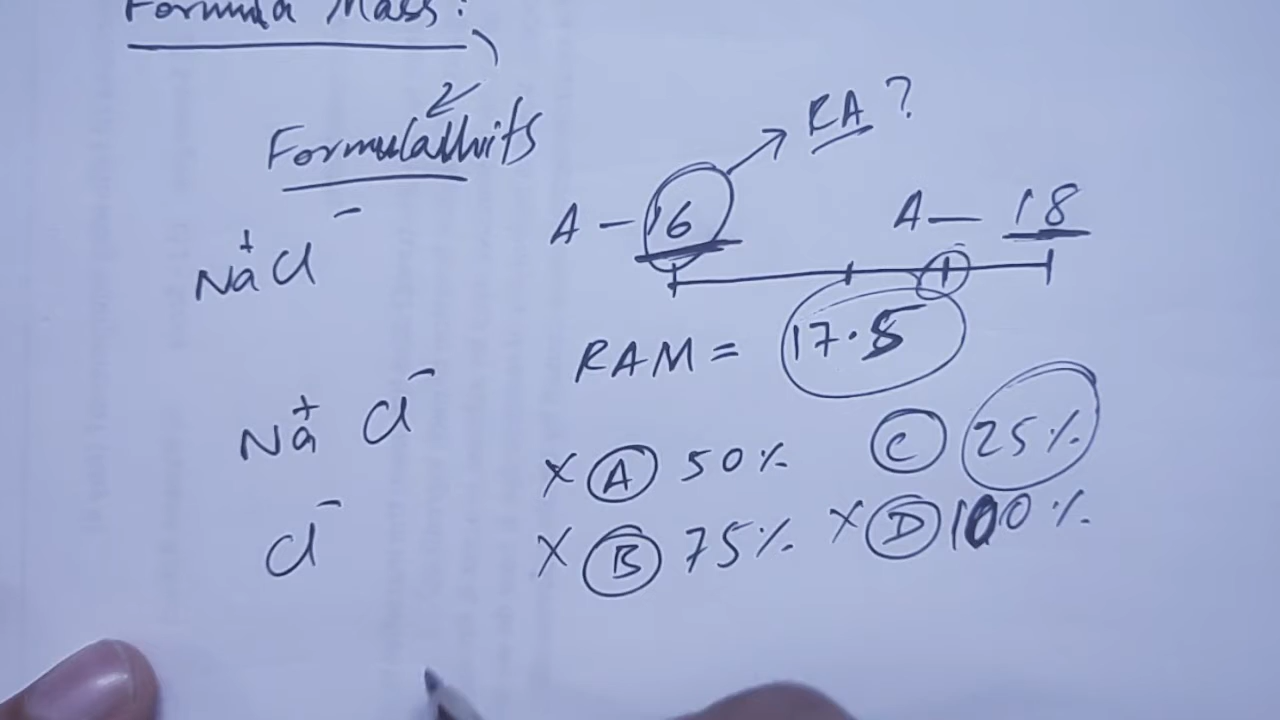 Formula Mass:
Formula Units
RA?
A - 16
A — 18
Na+ Cl-
RAM = 17.5
Na+ Cl-
X A 50%
C 25%
Cl-
X B 75%
X D 100%